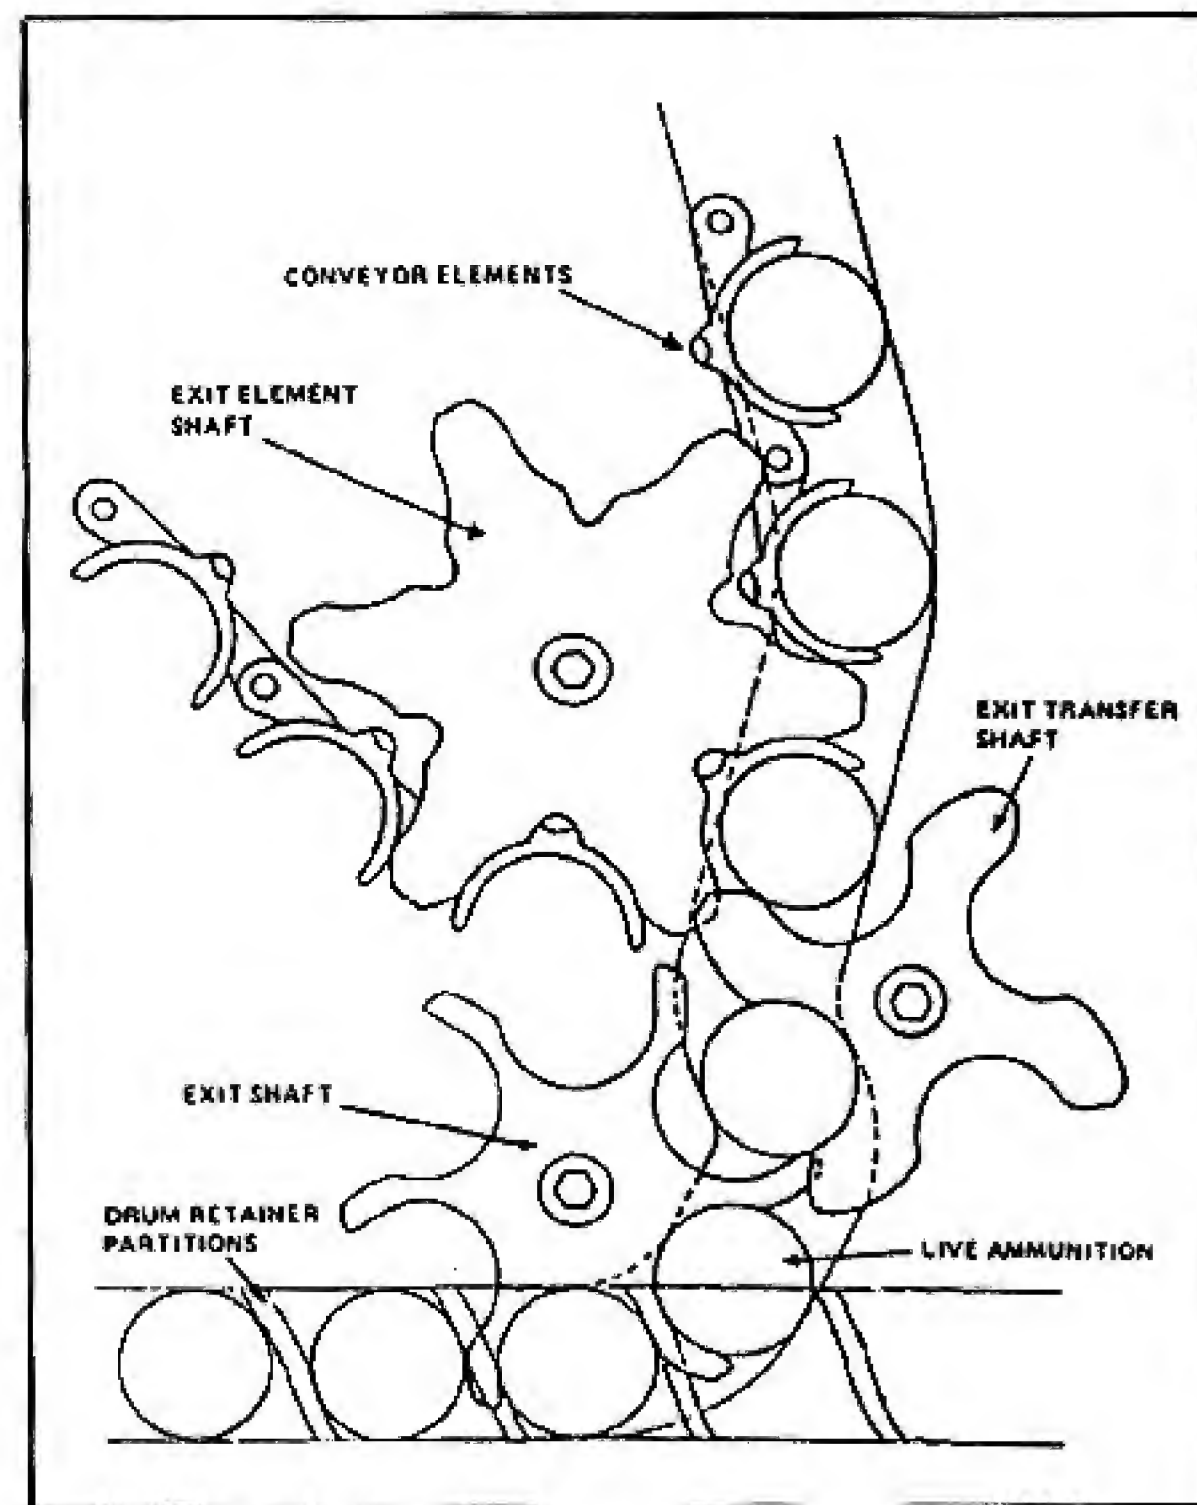 CONVEYOR ELEMENTS
EXIT ELEMENT
SHAFT
EXIT TRANSFER
SHAFT
EXIT SHAFT
DRUM RETAINER
PARTITIONS
LIVE AMMUNITION